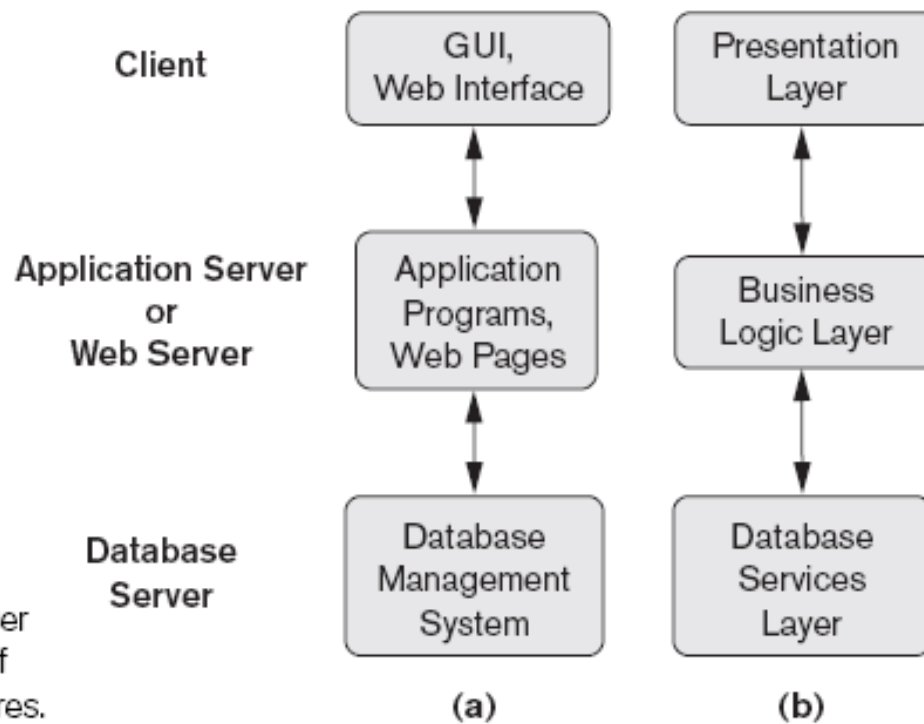 Client
GUI,
Web Interface
Presentation
Layer
Application Server
or
Web Server
Application
Programs,
Web Pages
Business
Logic Layer
Database
Server
Database
Management
System
Database
Services
Layer
(a)
(b)